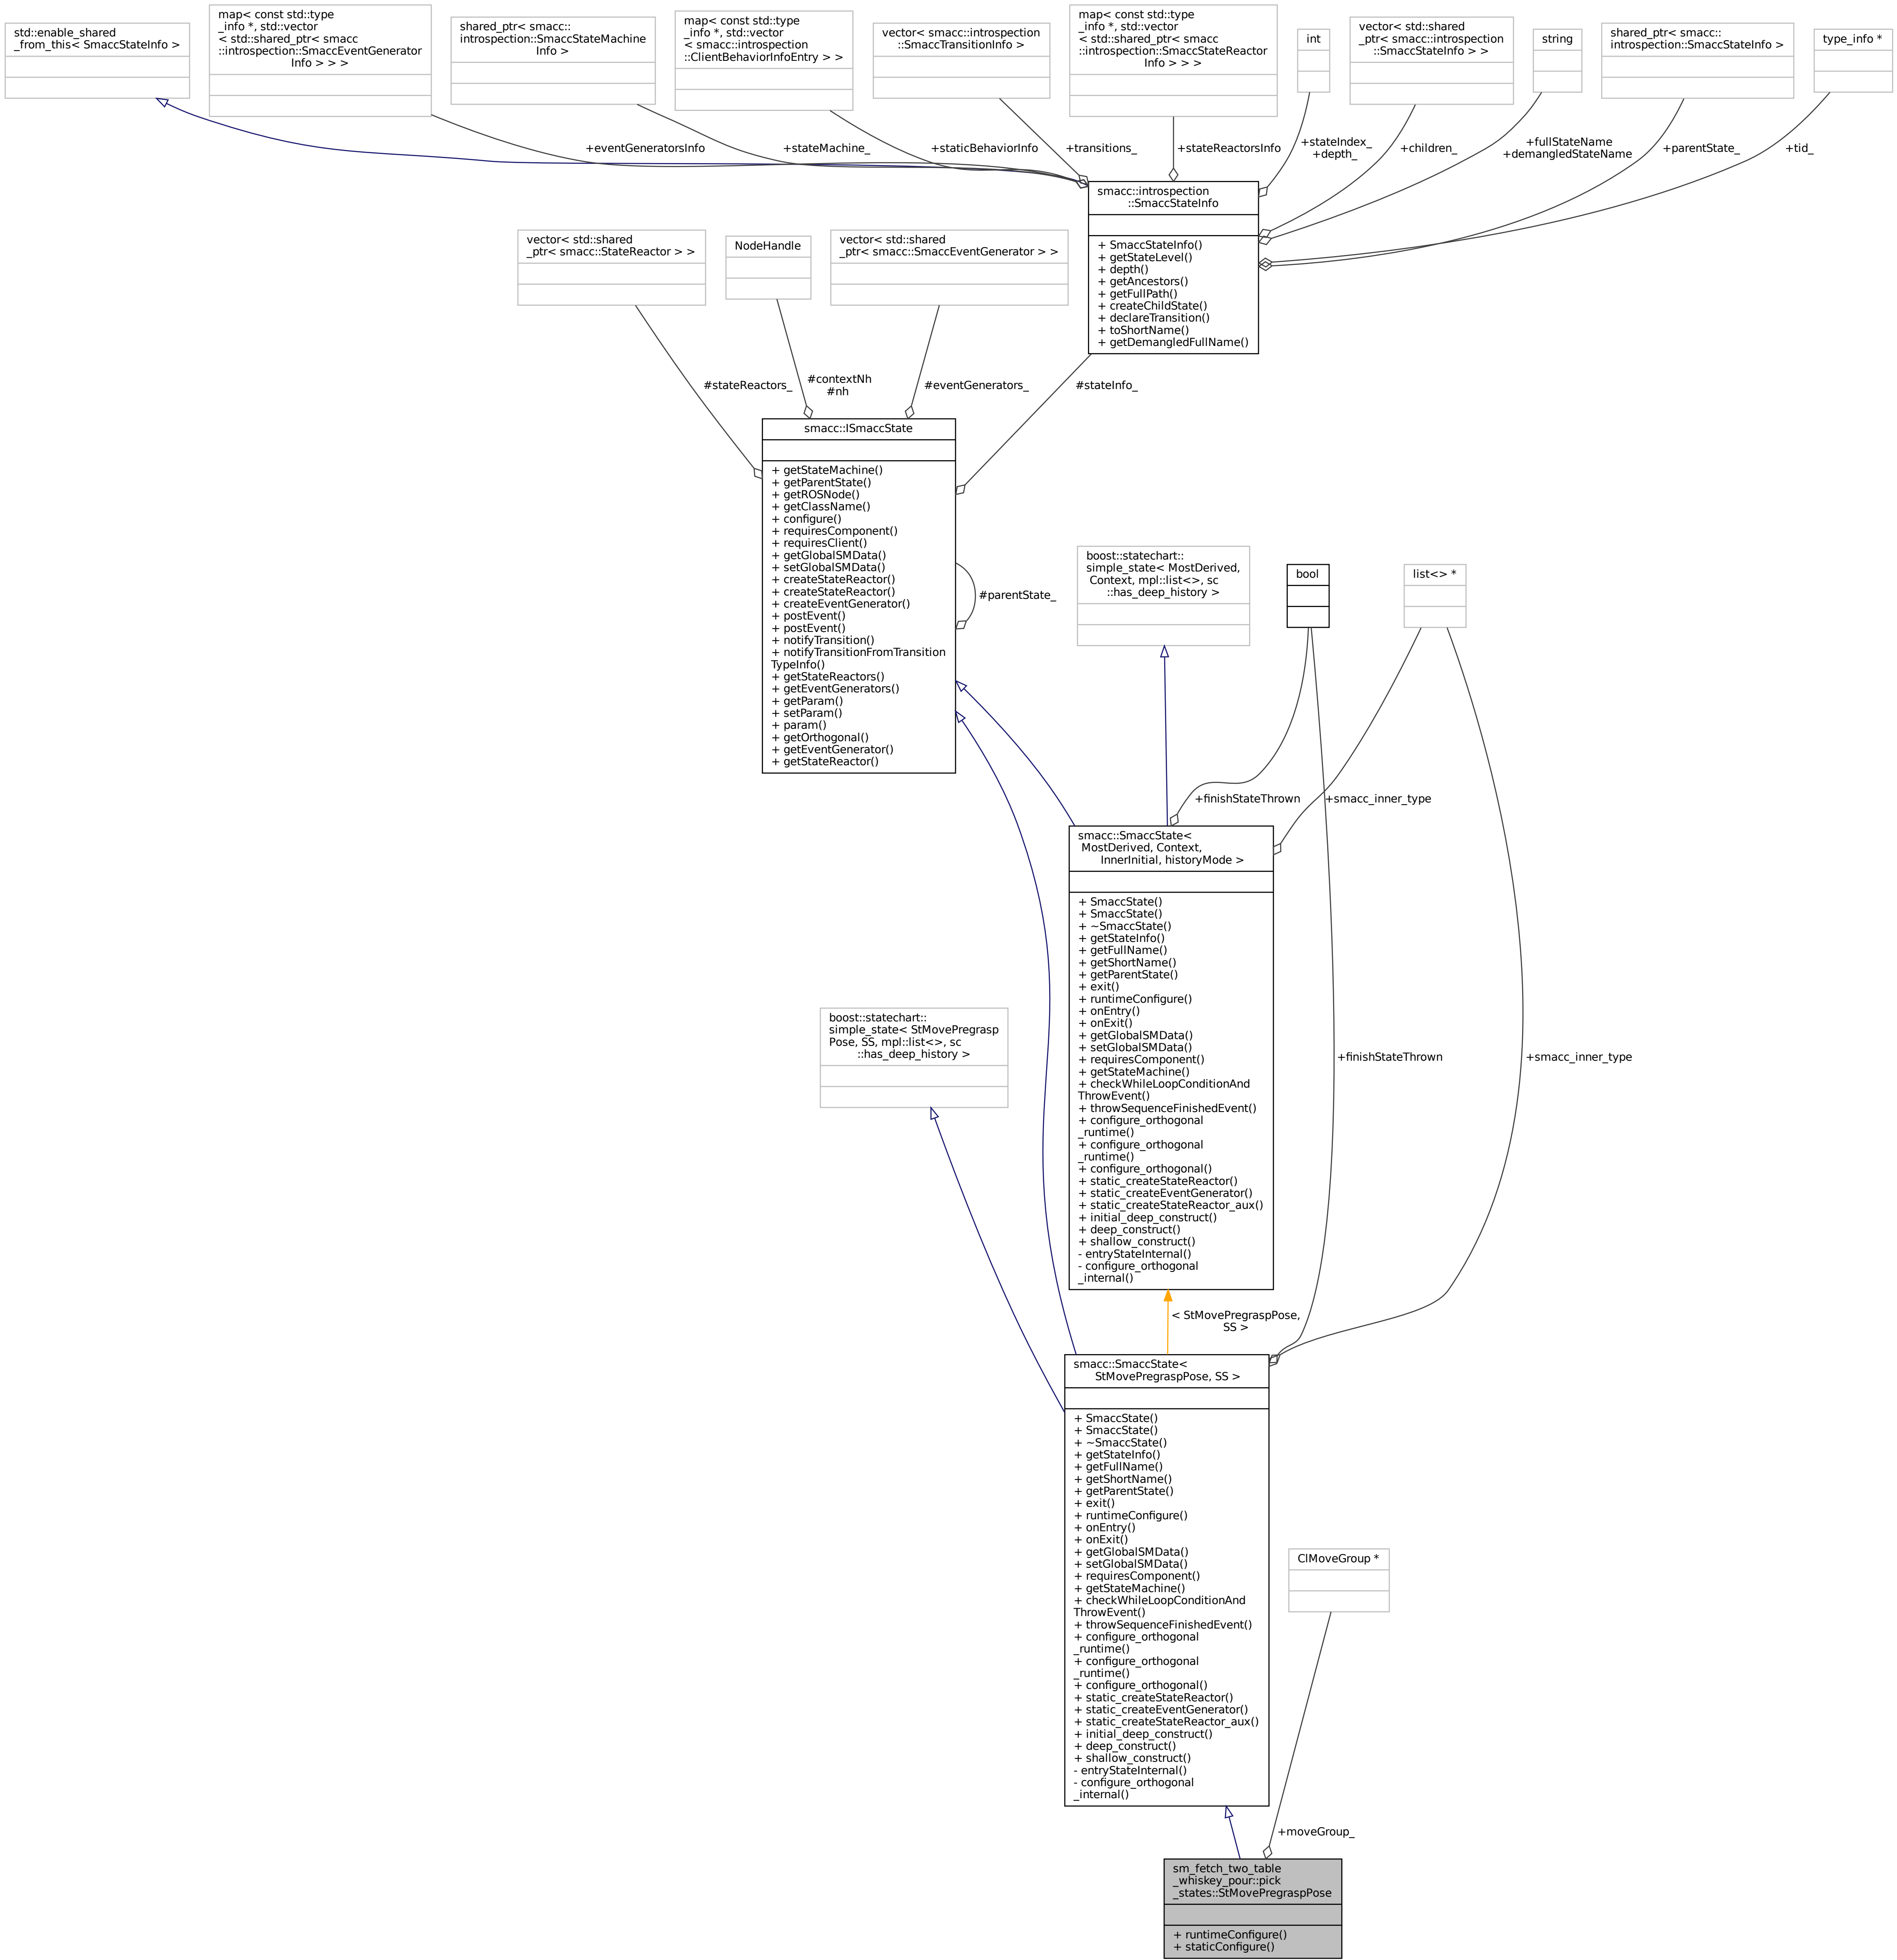 std::enable_shared
_from_this< SmaccStateInfo >
map< const std::type
_info *, std::vector
< std::shared_ptr< smacc
::introspection::SmaccEventGenerator
Info > > >
shared_ptr< smacc::
introspection::SmaccStateMachine
Info >
map< const std::type
_info *, std::vector
< smacc::introspection
::ClientBehaviorInfoEntry > >
vector< smacc::introspection
::SmaccTransitionInfo >
map< const std::type
_info *, std::vector
< std::shared_ptr< smacc
::introspection::SmaccStateReactor
Info > > >
int
vector< std::shared
_ptr< smacc::introspection
::SmaccStateInfo > >
string
shared_ptr< smacc::
introspection::SmaccStateInfo >
type_info *
+eventGeneratorsInfo
+stateMachine_
+staticBehaviorInfo
+transitions_
+stateReactorsInfo
+stateIndex_
+depth_
+children_
+fullStateName
+demangledStateName
+parentState_
+tid_
smacc::introspection
::SmaccStateInfo
+ SmaccStateInfo()
+ getStateLevel()
+ depth()
+ getAncestors()
+ getFullPath()
+ createChildState()
+ declareTransition()
+ toShortName()
+ getDemangledFullName()
vector< std::shared
_ptr< smacc::StateReactor > >
NodeHandle
vector< std::shared
_ptr< smacc::SmaccEventGenerator > >
#stateReactors_
#contextNh
#nh
#eventGenerators_
#stateInfo_
smacc::ISmaccState
+ getStateMachine()
+ getParentState()
+ getROSNode()
+ getClassName()
+ configure()
+ requiresComponent()
+ requiresClient()
+ getGlobalSMData()
+ setGlobalSMData()
+ createStateReactor()
+ createStateReactor()
+ createEventGenerator()
+ postEvent()
+ postEvent()
+ notifyTransition()
+ notifyTransitionFromTransition
TypeInfo()
+ getStateReactors()
+ getEventGenerators()
+ getParam()
+ setParam()
+ param()
+ getOrthogonal()
+ getEventGenerator()
+ getStateReactor()
#parentState_
boost::statechart::
simple_state< MostDerived,
Context, mpl::list<>, sc
::has_deep_history >
bool
list<> *
+finishStateThrown
+smacc_inner_type
smacc::SmaccState<
MostDerived, Context,
InnerInitial, historyMode >
+ SmaccState()
+ SmaccState()
+ ~SmaccState()
+ getStateInfo()
+ getFullName()
+ getShortName()
+ getParentState()
+ exit()
+ runtimeConfigure()
+ onEntry()
+ onExit()
+ getGlobalSMData()
+ setGlobalSMData()
+ requiresComponent()
+ getStateMachine()
+ checkWhileLoopConditionAnd
ThrowEvent()
+ throwSequenceFinishedEvent()
+ configure_orthogonal
_runtime()
+ configure_orthogonal
_runtime()
+ configure_orthogonal()
+ static_createStateReactor()
+ static_createEventGenerator()
+ static_createStateReactor_aux()
+ initial_deep_construct()
+ deep_construct()
+ shallow_construct()
- entryStateInternal()
- configure_orthogonal
_internal()
boost::statechart::
simple_state< StMovePregrasp
Pose, SS, mpl::list<>, sc
::has_deep_history >
+finishStateThrown
+smacc_inner_type
< StMovePregraspPose,
SS >
smacc::SmaccState<
StMovePregraspPose, SS >
+ SmaccState()
+ SmaccState()
+ ~SmaccState()
+ getStateInfo()
+ getFullName()
+ getShortName()
+ getParentState()
+ exit()
+ runtimeConfigure()
+ onEntry()
+ onExit()
+ getGlobalSMData()
+ setGlobalSMData()
+ requiresComponent()
+ getStateMachine()
+ checkWhileLoopConditionAnd
ThrowEvent()
+ throwSequenceFinishedEvent()
+ configure_orthogonal
_runtime()
+ configure_orthogonal
_runtime()
+ configure_orthogonal()
+ static_createStateReactor()
+ static_createEventGenerator()
+ static_createStateReactor_aux()
+ initial_deep_construct()
+ deep_construct()
+ shallow_construct()
- entryStateInternal()
- configure_orthogonal
_internal()
ClMoveGroup *
+moveGroup_
sm_fetch_two_table
_whiskey_pour::pick
_states::StMovePregraspPose
+ runtimeConfigure()
+ staticConfigure()